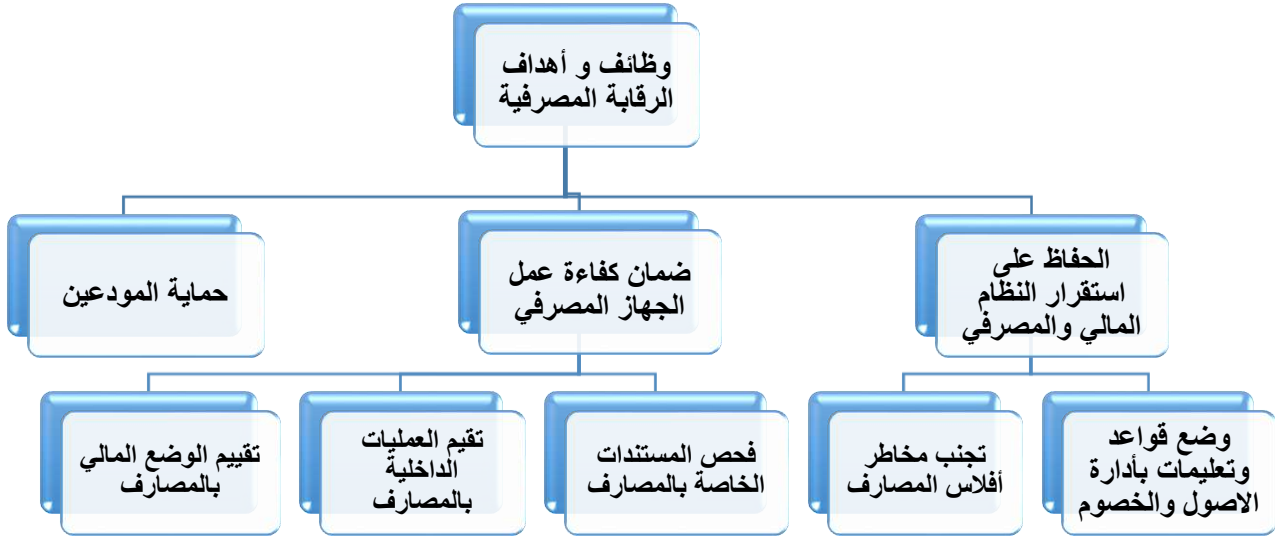 وظائف و أهداف
الرقابة المصرفية
الحفاظ على
استقرار النظام
المالي والمصرفي
ضمان كفاءة عمل
الجهاز المصرفي
حماية المودعين
وضع قواعد
وتعليمات بأدارة
الاصول والخصوم
تجنب مخاطر
أفلاس المصارف
فحص المستندات
الخاصة بالمصارف
تقيم العمليات
الداخلية
بالمصارف
تقييم الوضع المالي
بالمصارف